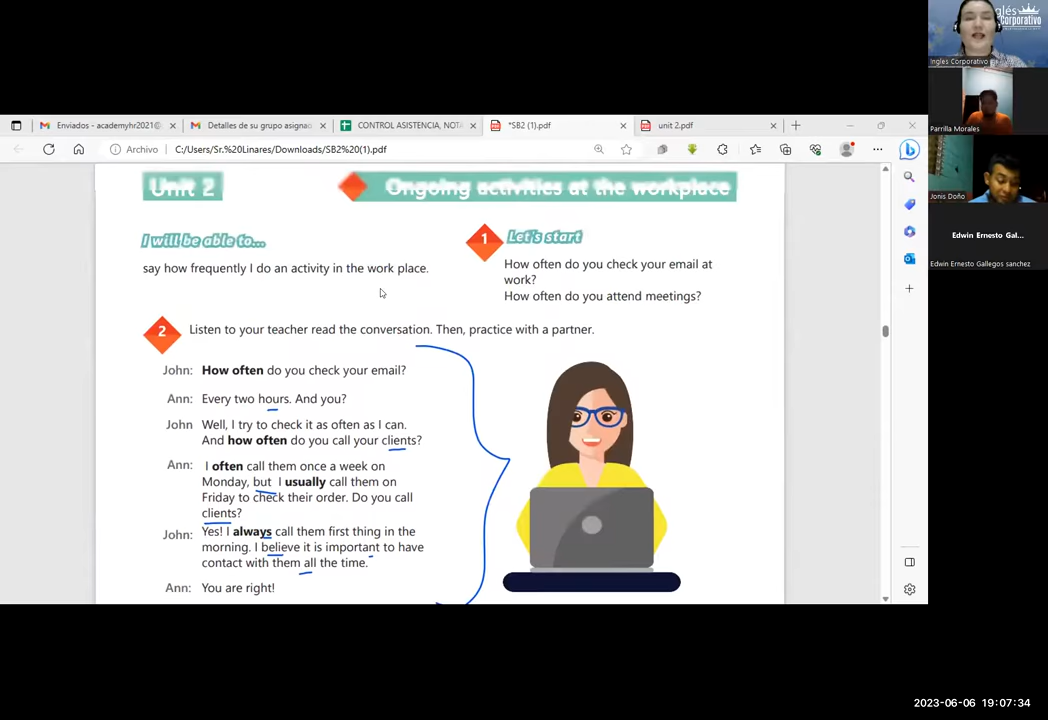 Inglés
Corporativo
Ingles Corporativo
Parrilla Morales
Jonis Doño
Edwin Ernesto Gal...
Edwin Ernesto Gallegos sanchez
Enviados - academyhr2021@
Detalles de su grupo asignac
CONTROL ASISTENCIA, NOTA
*SB2 (1).pdf
unit 2.pdf
Archivo
C:/Users/Sr.%20Linares/Downloads/SB2%20(1).pdf
Unit 2
Ongoing activities at the workplace
I will be able to...
say how frequently I do an activity in the work place.
1
Let's start
How often do you check your email at
work?
How often do you attend meetings?
2
Listen to your teacher read the conversation. Then, practice with a partner.
John: How often do you check your email?
Ann: Every two hours. And you?
John Well, I try to check it as often as I can.
And how often do you call your clients?
Ann: I often call them once a week on
Monday, but I usually call them on
Friday to check their order. Do you call
clients?
John: Yes! I always call them first thing in the
morning. I believe it is important to have
contact with them all the time.
Ann: You are right!
2023-06-06 19:07:34